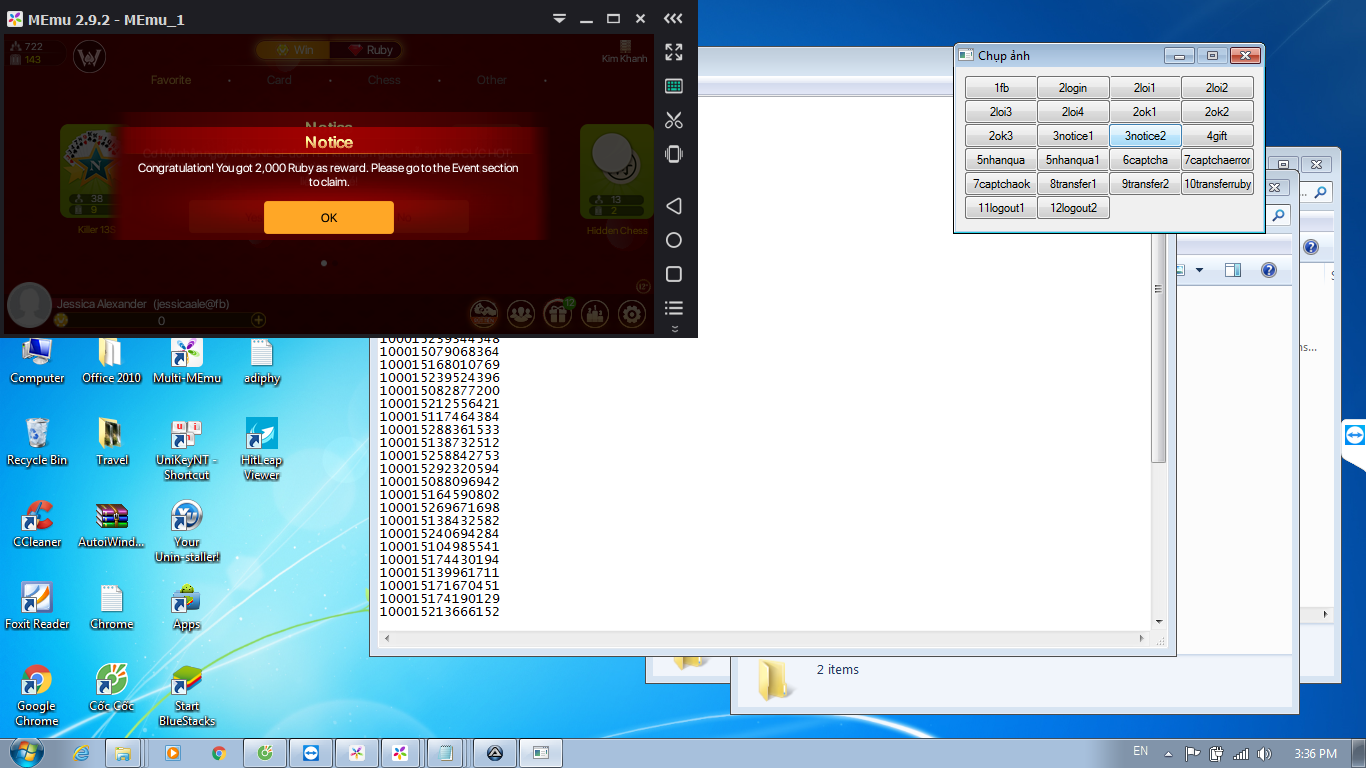 MEmu 2.9.2 - MEmu_1
722
143
Win
Ruby
Kim Khanh
Favorite
Card
Chess
Other
Notice
Notice
Congratulation! You got 2,000 Ruby as reward. Please go to the Event section
to claim.
OK
38
9
Killer 13S
13
2
Hidden Chess
Jessica Alexander (jessicaale@fb)
0
12
Chụp ảnh
1fb
2login
2loi1
2loi2
2loi3
2loi4
2ok1
2ok2
2ok3
3notice1
3notice2
4gift
5nhanqua
5nhanqua1
6captcha
7captchaerror
7captchaok
8transfer1
9transfer2
10transferruby
11logout1
12logout2
100015239344548
100015079068364
100015168010769
100015239524396
100015082877200
100015212556421
100015117464384
100015288361533
100015138732512
100015258842753
100015292320594
100015088096942
100015164590802
100015269671698
100015138432582
100015240694284
100015104985541
100015174430194
100015139961711
100015171670451
100015174190129
100015213666152
ns...
2 items
Computer
Office 2010
Multi-MEmu
adiphy
Recycle Bin
Travel
UniKeyNT -
Shortcut
HitLeap
Viewer
CCleaner
AutoiWind...
Your
Unin-staller!
Foxit Reader
Chrome
Apps
Google
Chrome
Cốc Cốc
Start
BlueStacks
EN
3:36 PM